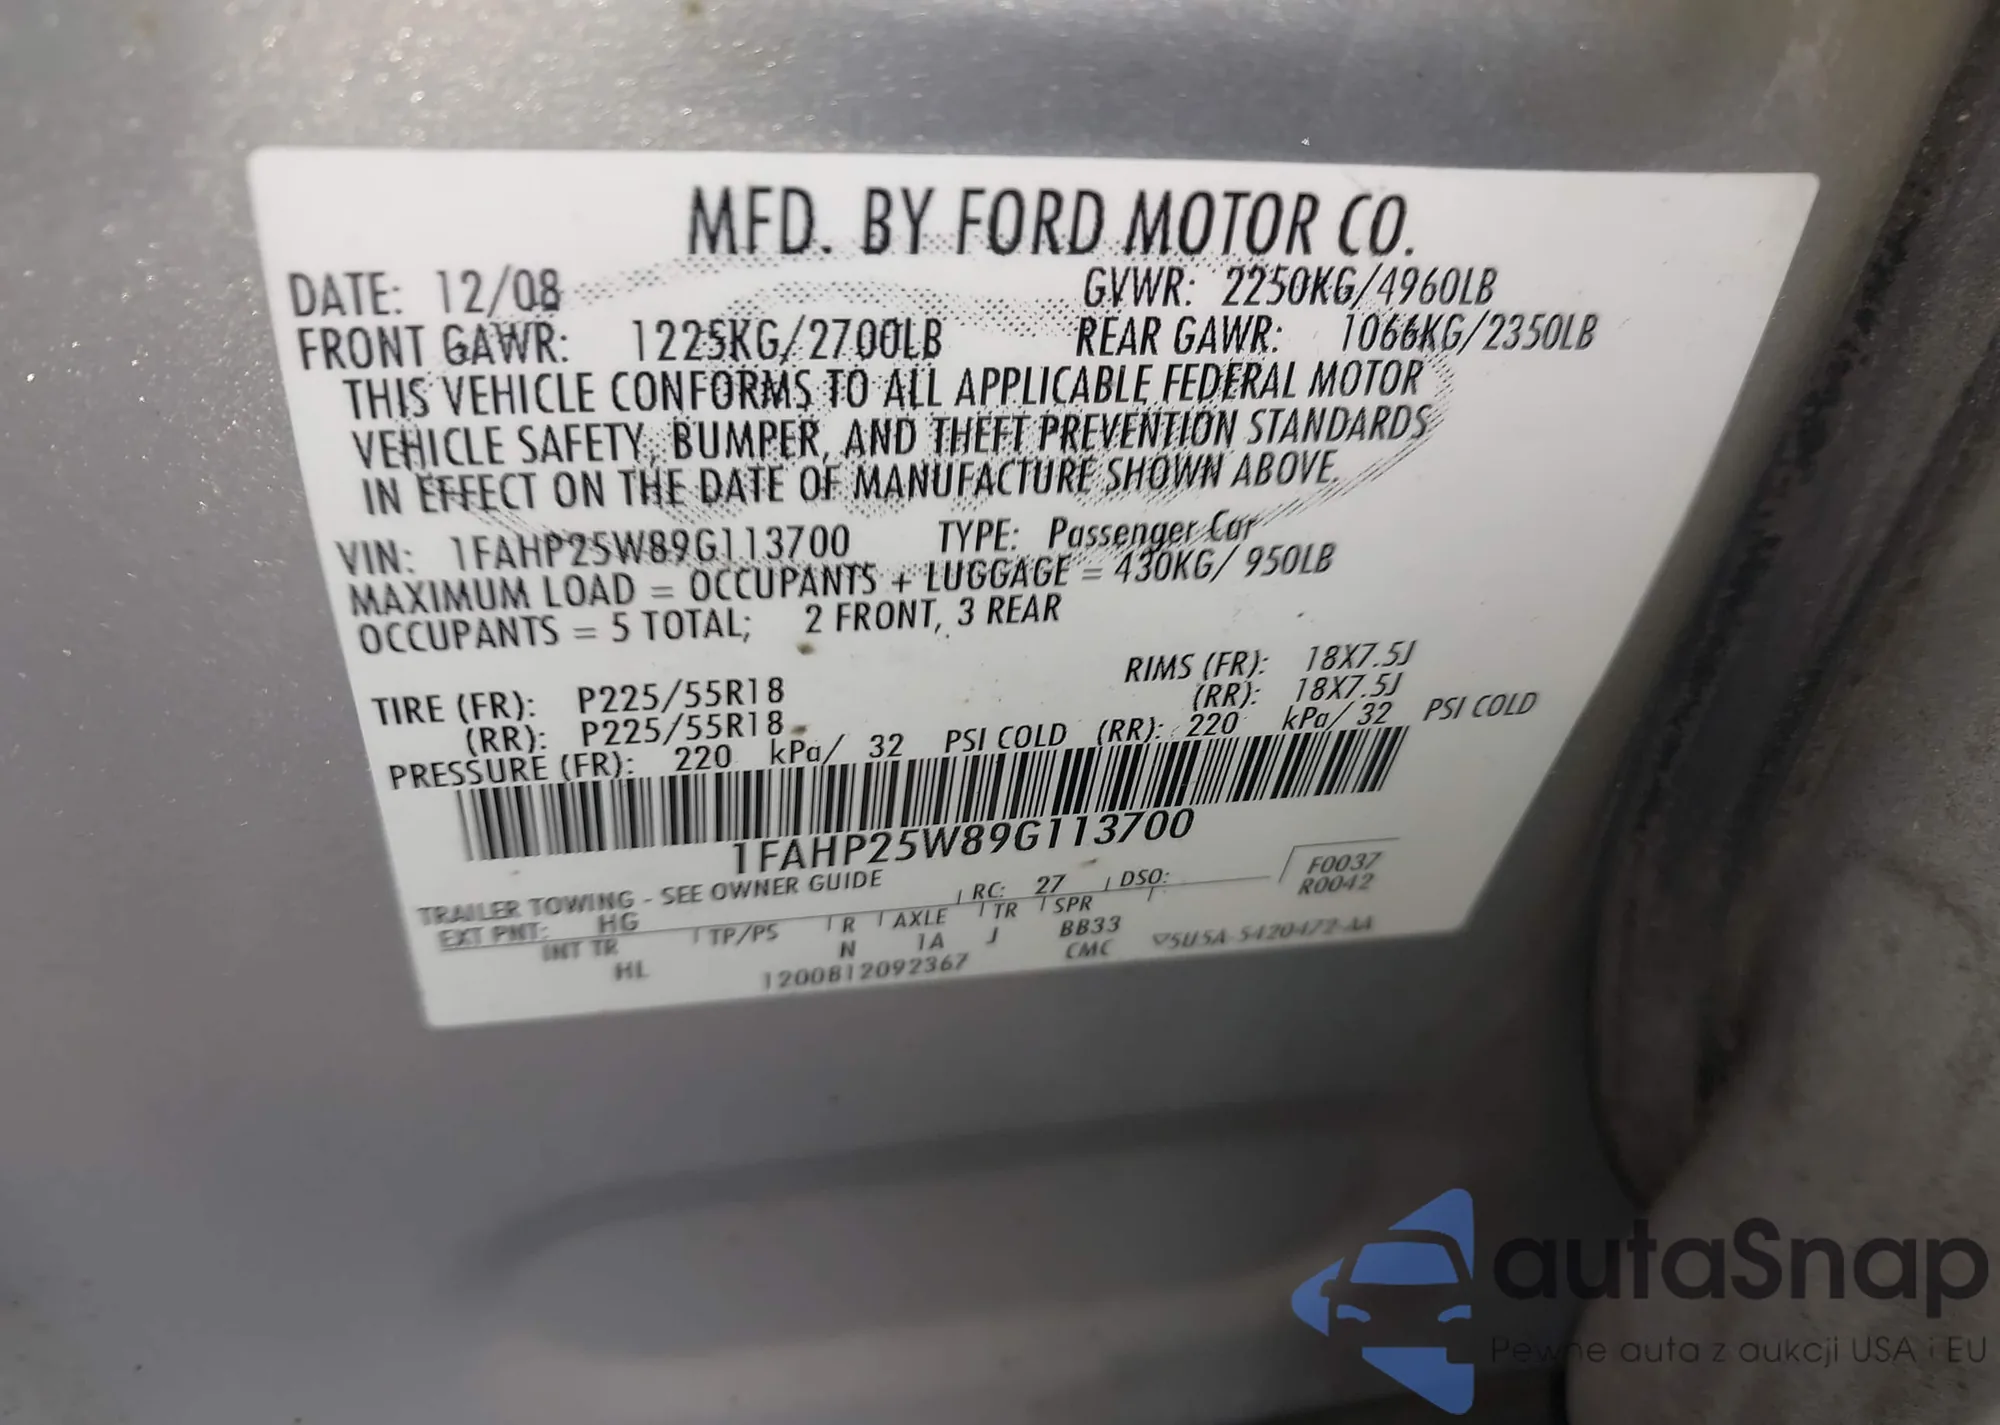 MFD. BY FORD MOTOR CO.
DATE: 12/08 GVWR: 2250KG/4960LB
FRONT GAWR: 1225KG/2700LB REAR GAWR: 1066KG/2350LB
THIS VEHICLE CONFORMS TO ALL APPLICABLE FEDERAL MOTOR
VEHICLE SAFETY, BUMPER, AND THEFT PREVENTION STANDARDS
IN EFFECT ON THE DATE OF MANUFACTURE SHOWN ABOVE.
VIN: 1FAHP25W89G113700 TYPE: Passenger Car
MAXIMUM LOAD = OCCUPANTS + LUGGAGE = 430KG/ 950LB
OCCUPANTS = 5 TOTAL; 2 FRONT, 3 REAR
TIRE (FR): P225/55R18 RIMS (FR): 18X7.5J
(RR): P225/55R18 (RR): 18X7.5J
PRESSURE (FR): 220 kPa/ 32 PSI COLD (RR): 220 kPa/ 32 PSI COLD
1FAHP25W89G113700
TRAILER TOWING - SEE OWNER GUIDE
EXT PNT: HG RC: 27 DSO: F0037
R0042
INT TR TP/PS R AXLE TR SPR
HL N 1A J BB33
1200812092367 CMC 5U5A-5420472-AA
autaSnap
Pewne auta z aukcji USA i EU